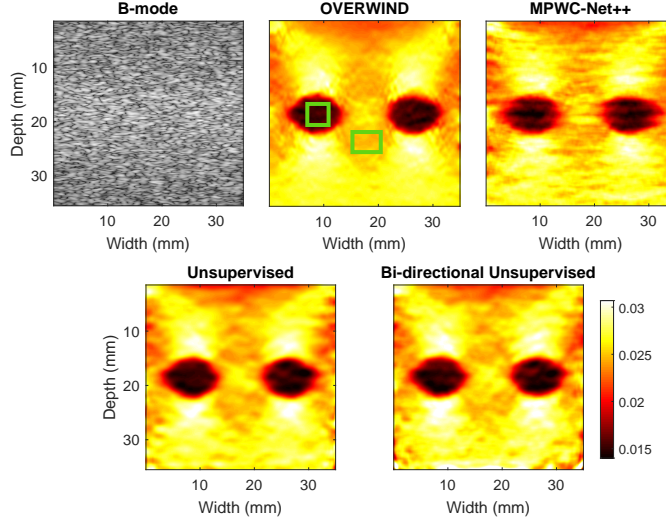 B-mode
OVERWIND
MPWC-Net++
Depth (mm)
10
20
30
10 20 30
10 20 30
10 20 30
Width (mm)
Width (mm)
Width (mm)
Unsupervised
Bi-directional Unsupervised
Depth (mm)
10
20
30
10 20 30
10 20 30
Width (mm)
Width (mm)
0.03
0.025
0.02
0.015